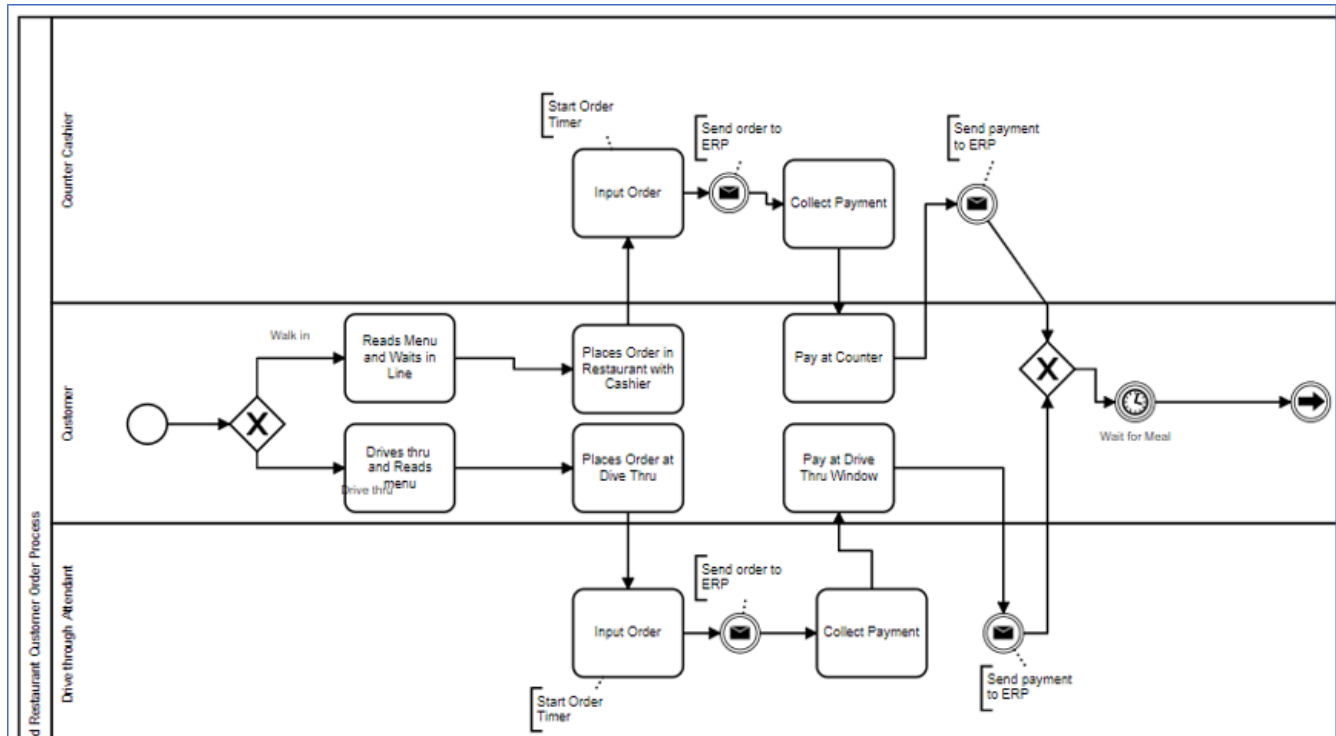 d Restaurant Customer Order Process
Counter Cashier
Start Order
Timer
Input Order
Send order to
ERP
Collect Payment
Send payment
to ERP
Customer
Walk in
Reads Menu
and Waits in
Line
Places Order in
Restaurant with
Cashier
Pay at Counter
Wait for Meal
Drives thru
and Reads
menu
Drive thru
Places Order at
Dive Thru
Pay at Drive
Thru Window
Drive through Attendant
Input Order
Start Order
Timer
Send order to
ERP
Collect Payment
Send payment
to ERP